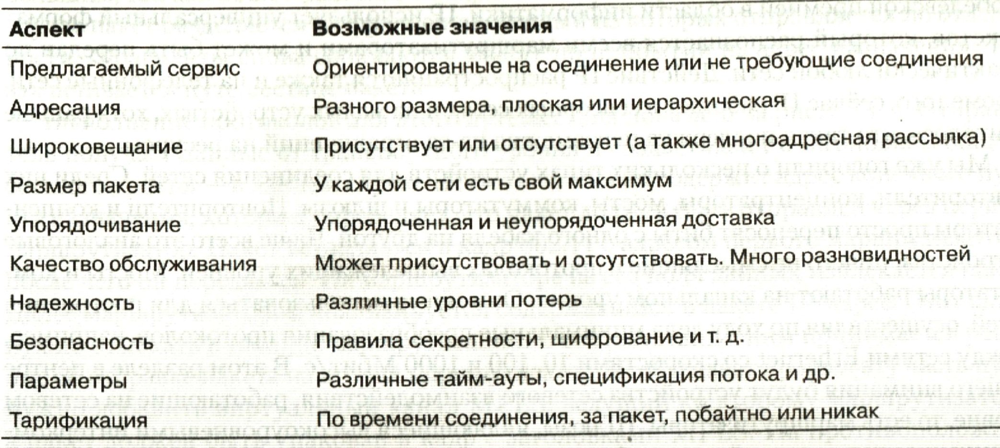 Аспект Возможные значения
Предлагаемый сервис Ориентированные на соединение или не требующие соединения
Адресация Разного размера, плоская или иерархическая
Широковещание Присутствует или отсутствует (а также многоадресная рассылка)
Размер пакета У каждой сети есть свой максимум
Упорядочивание Упорядоченная и неупорядоченная доставка
Качество обслуживания Может присутствовать и отсутствовать. Много разновидностей
Надежность Различные уровни потерь
Безопасность Правила секретности, шифрование и т. д.
Параметры Различные тайм-ауты, спецификация потока и др.
Тарификация По времени соединения, за пакет, побайтно или никак